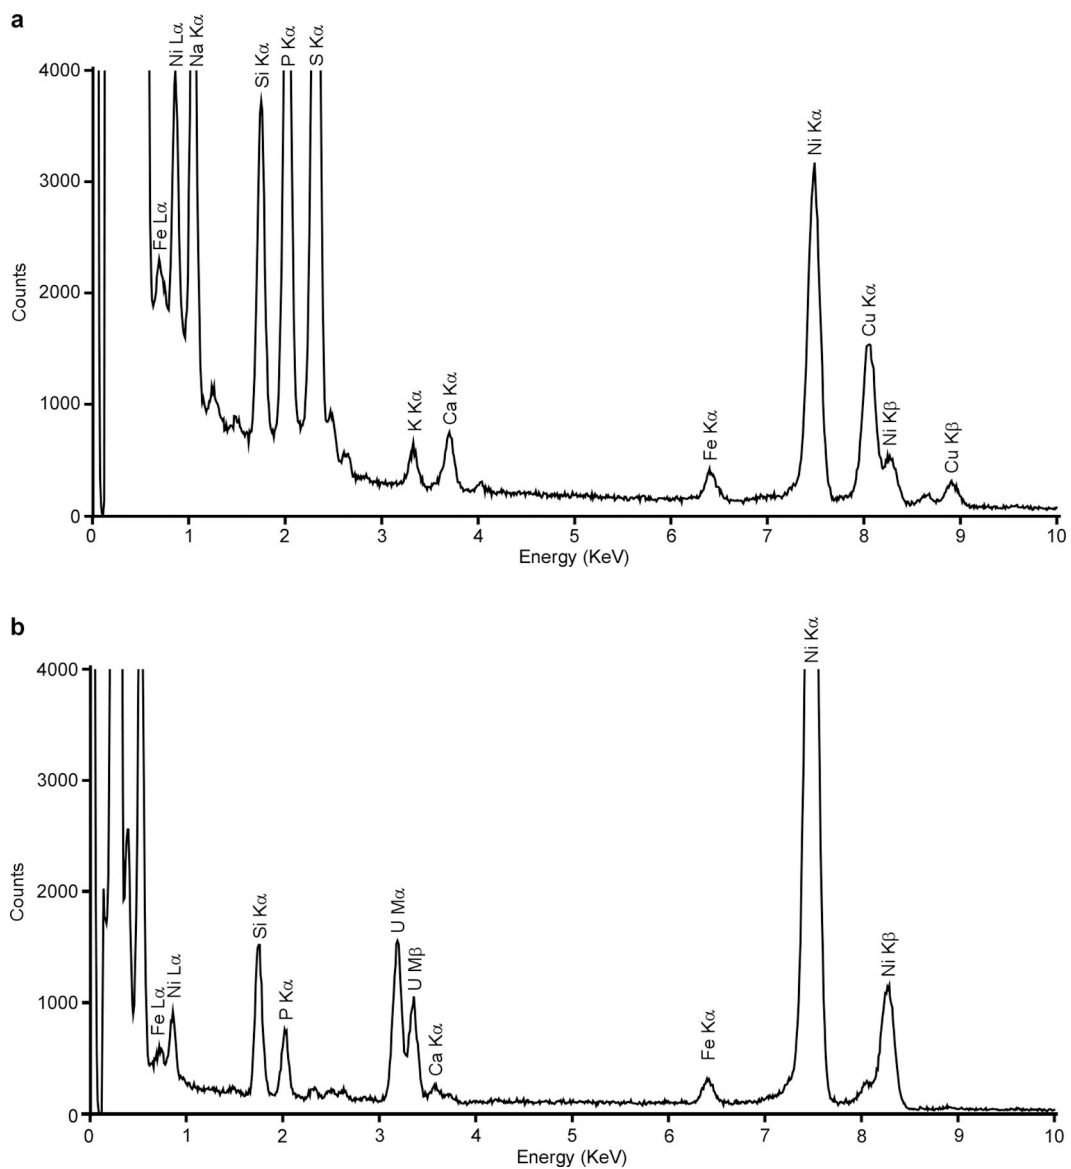 a
Ni Lα
Na Kα
Si Kα
P Kα
S Kα
4000
3000
2000
1000
0
Counts
Fe Lα
K Kα
Ca Kα
Fe Kα
Ni Kα
Cu Kα
Ni Kβ
Cu Kβ
0 1 2 3 4 5 6 7 8 9 10
Energy (KeV)
b
4000
3000
2000
1000
0
Counts
Fe Lα
Ni Lα
Si Kα
P Kα
U Mα
U Mβ
Ca Kα
Fe Kα
Ni Kα
Ni Kβ
0 1 2 3 4 5 6 7 8 9 10
Energy (KeV)